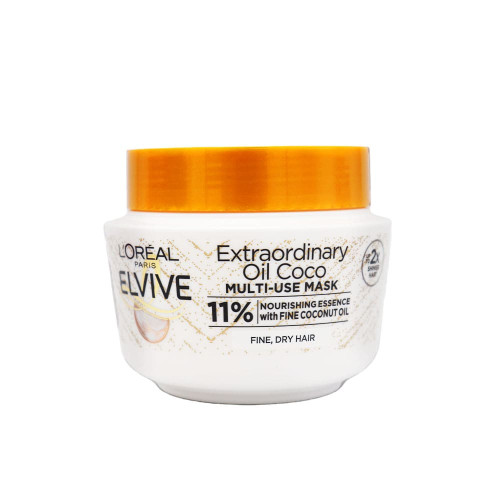 L'ORÉAL
PARIS
ELVIVE
Extraordinary
Oil Coco
MULTI-USE MASK
11% NOURISHING ESSENCE
with FINE COCONUT OIL
FINE, DRY HAIR
2X